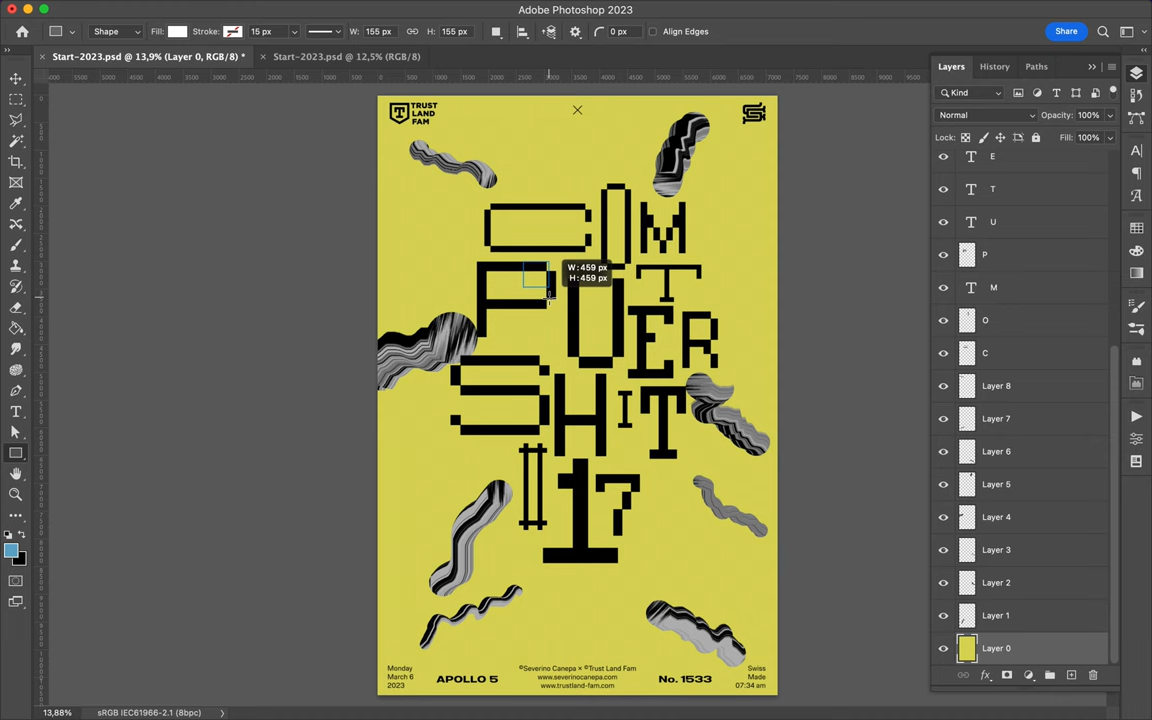 Adobe Photoshop 2023
Shape
Fill:
Stroke:
15 px
W: 155 px
H: 155 px
0 px
Align Edges
Share
Start-2023.psd @ 13,9% (Layer 0, RGB/8) *
Start-2023.psd @ 12,5% (RGB/8)
Layers
History
Paths
Kind
Normal
Opacity: 100%
Lock:
Fill: 100%
E
T
U
P
M
O
C
Layer 8
Layer 7
Layer 6
Layer 5
Layer 4
Layer 3
Layer 2
Layer 1
Layer 0
TRUST
LAND
FAM
COM
PUTER
SHIT
17
W: 459 px
H: 459 px
Monday
March 6
2023
APOLLO 5
©Severino Canepa × ©Trust Land Fam
www.severinocanepa.com
www.trustland-fam.com
No. 1533
Swiss
Made
07:34 am
13,88%
sRGB IEC61966-2.1 (8bpc)